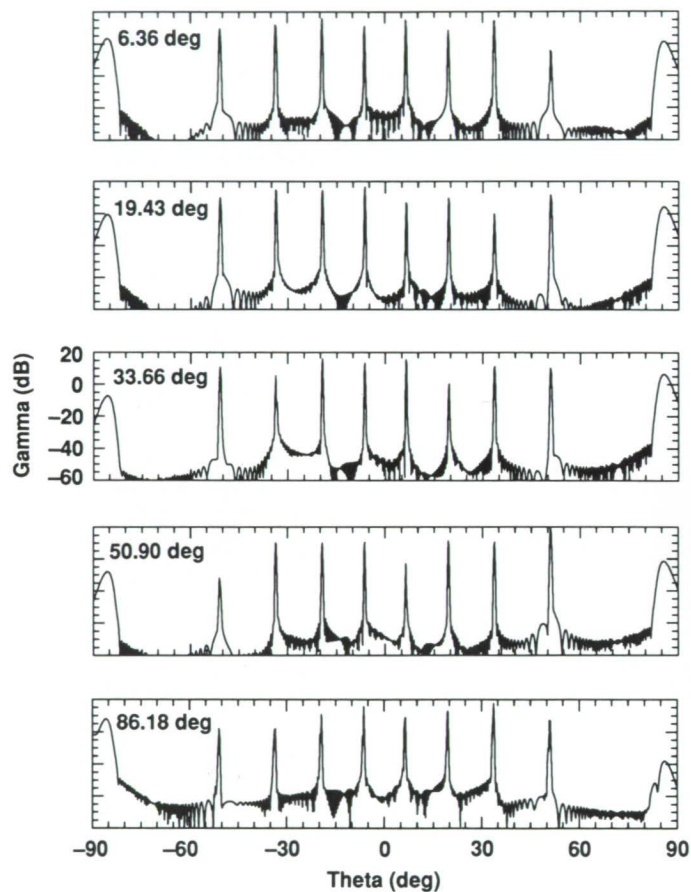 6.36 deg
19.43 deg
33.66 deg
20
0
−20
−40
−60
Gamma (dB)
50.90 deg
86.18 deg
−90 −60 −30 0 30 60 90
Theta (deg)